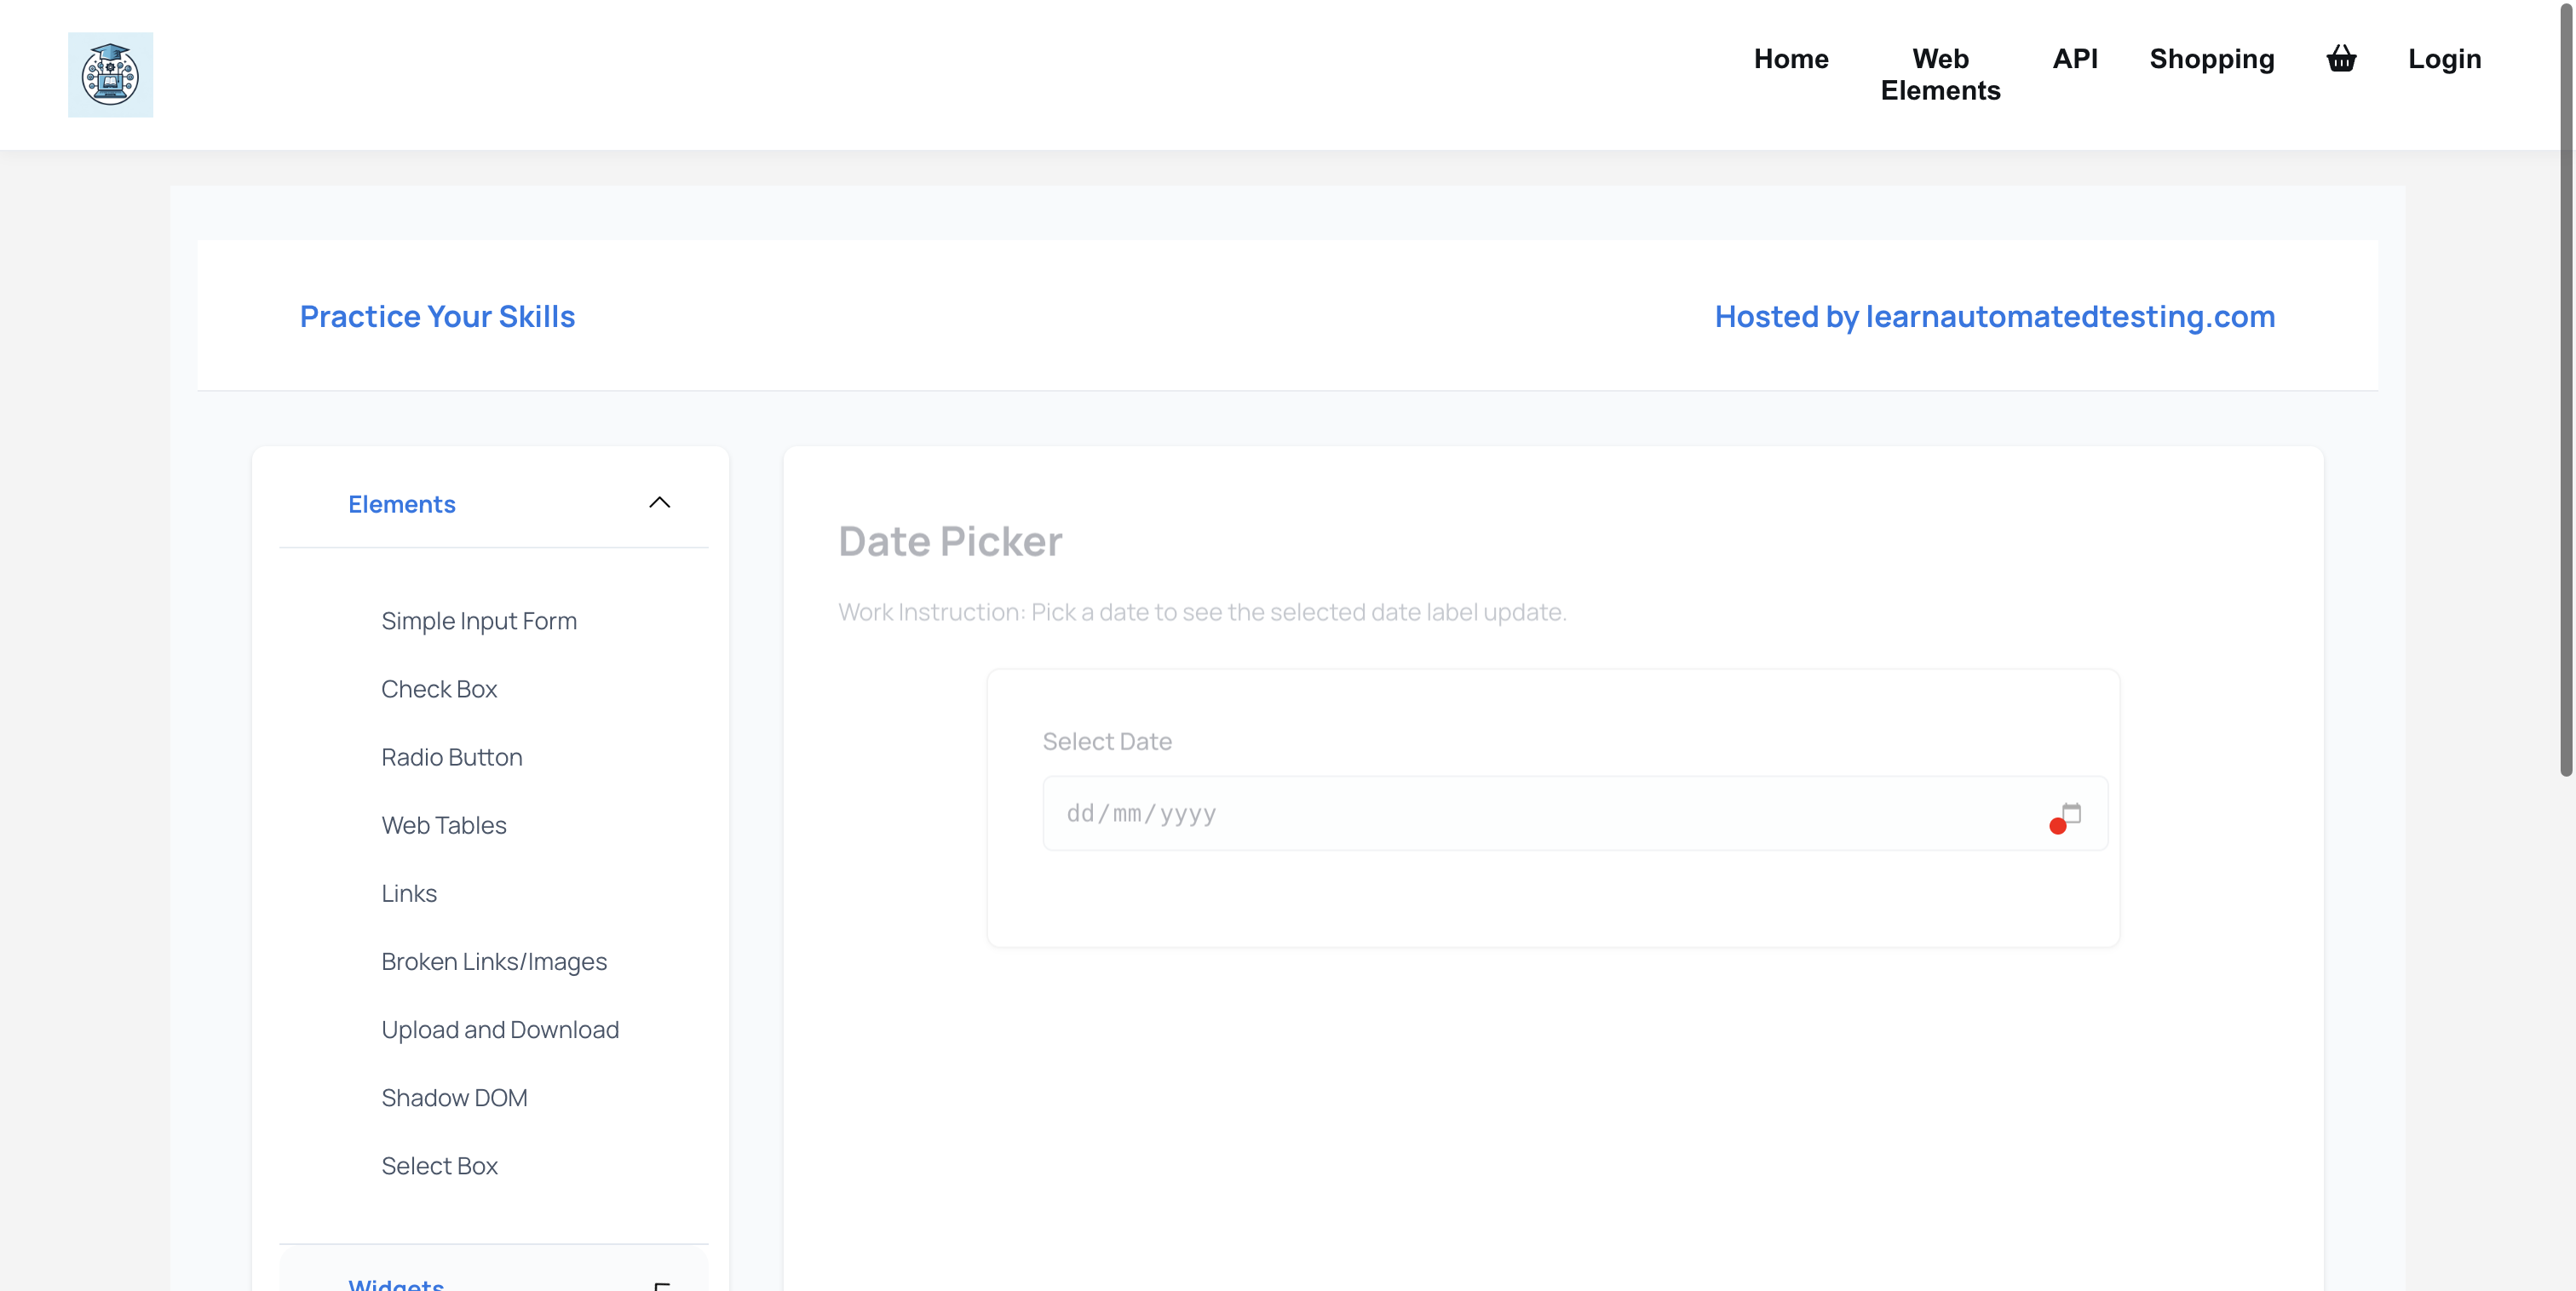 Home
Web
Elements
API
Shopping
Login
Practice Your Skills
Hosted by learnautomatedtesting.com
Elements
Simple Input Form
Check Box
Radio Button
Web Tables
Links
Broken Links/Images
Upload and Download
Shadow DOM
Select Box
Widgets
Date Picker
Work Instruction: Pick a date to see the selected date label update.
Select Date
dd/mm/yyyy